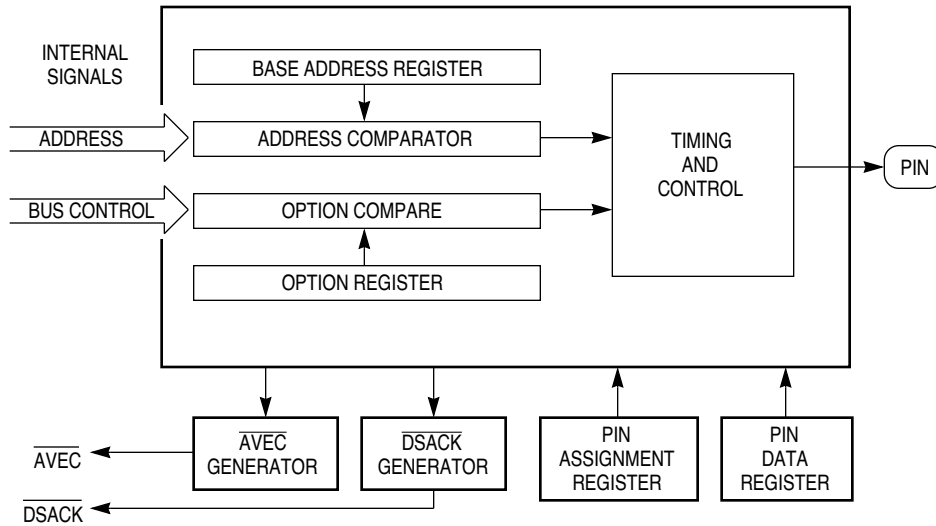 INTERNAL
SIGNALS
BASE ADDRESS REGISTER
ADDRESS
ADDRESS COMPARATOR
TIMING
AND
CONTROL
PIN
BUS CONTROL
OPTION COMPARE
OPTION REGISTER
AVEC
GENERATOR
DSACK
GENERATOR
PIN
ASSIGNMENT
REGISTER
PIN
DATA
REGISTER
AVEC
DSACK